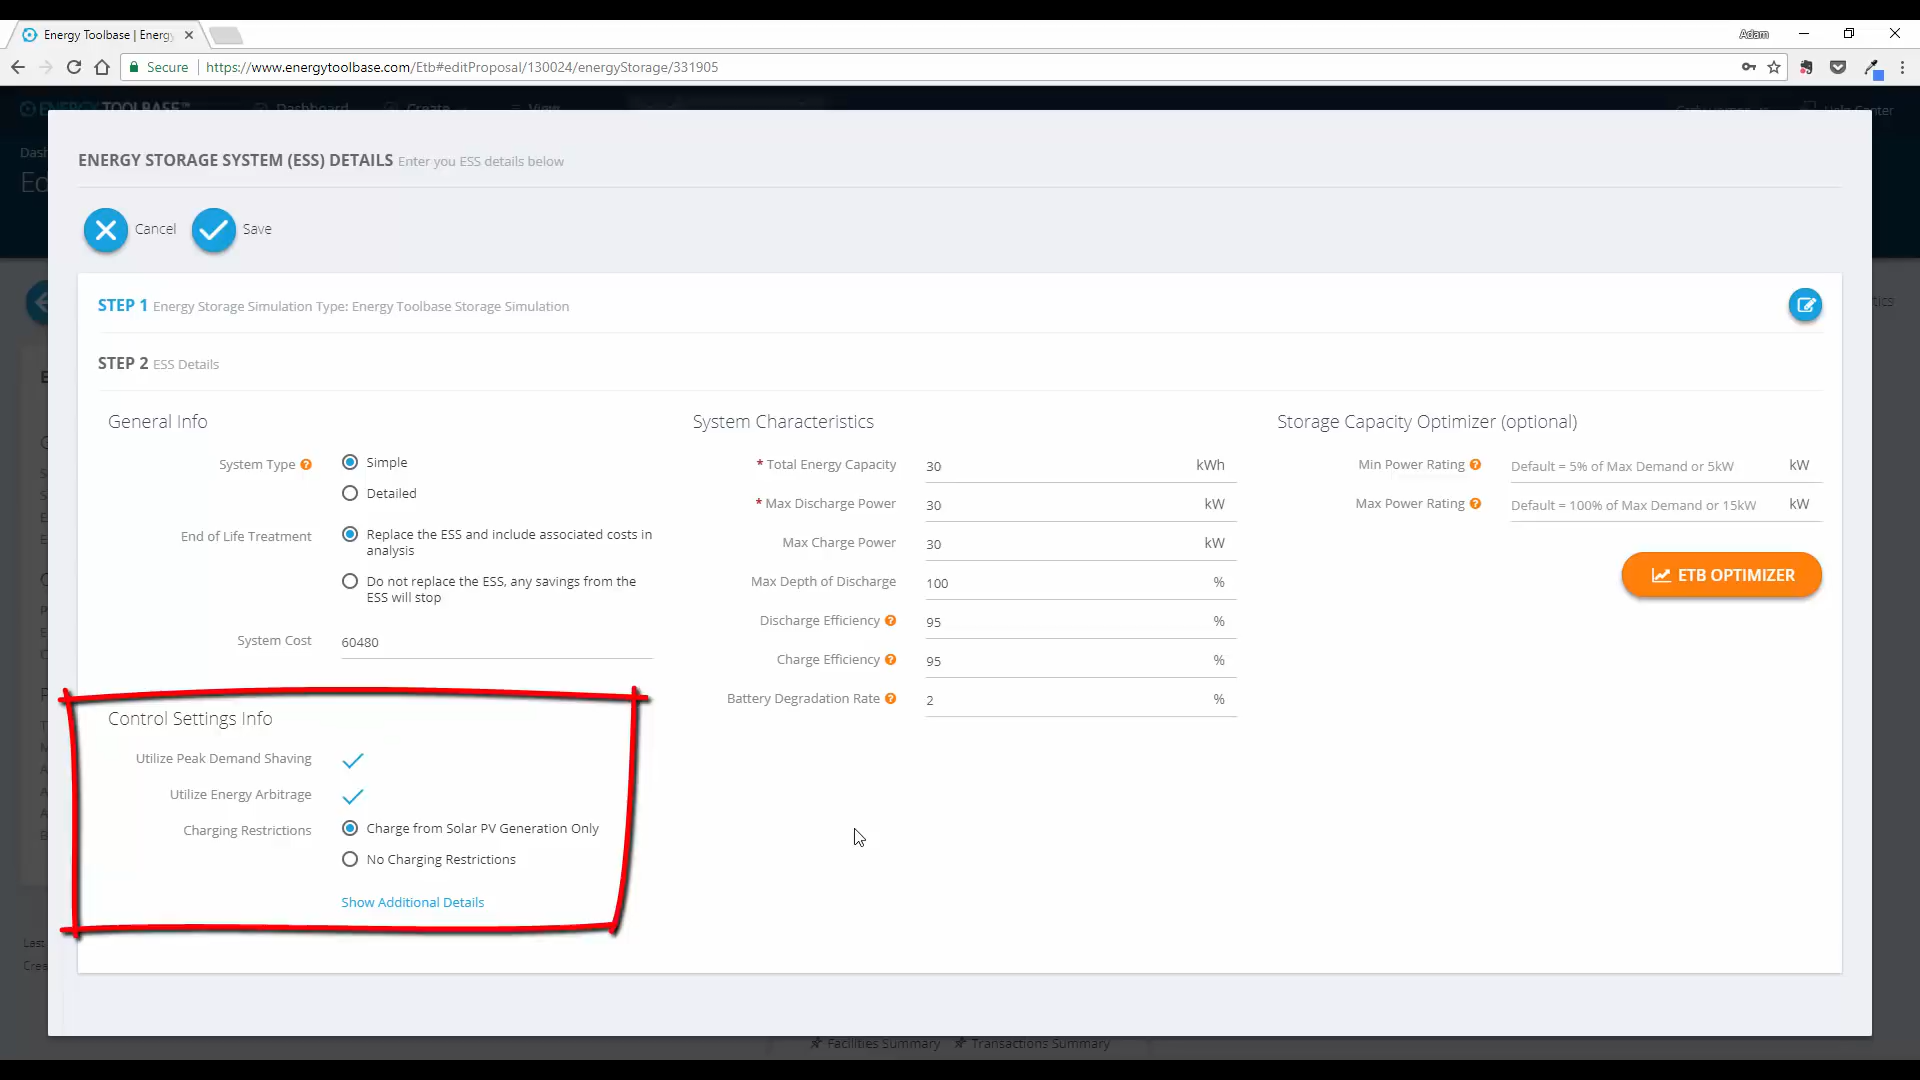 Energy Toolbase | Energy
Adam
Secure
https://www.energytoolbase.com/Etb#editProposal/130024/energyStorage/331905
Dashboard
Create
View
ENERGY STORAGE SYSTEM (ESS) DETAILS Enter you ESS details below
Cancel
Save
STEP 1 Energy Storage Simulation Type: Energy Toolbase Storage Simulation
STEP 2 ESS Details
General Info
System Type
Simple
Detailed
End of Life Treatment
Replace the ESS and include associated costs in
analysis
Do not replace the ESS, any savings from the
ESS will stop
System Cost
60480
Control Settings Info
Utilize Peak Demand Shaving
Utilize Energy Arbitrage
Charging Restrictions
Charge from Solar PV Generation Only
No Charging Restrictions
Show Additional Details
System Characteristics
* Total Energy Capacity 30 kWh
* Max Discharge Power 30 kW
Max Charge Power 30 kW
Max Depth of Discharge 100 %
Discharge Efficiency 95 %
Charge Efficiency 95 %
Battery Degradation Rate 2 %
Storage Capacity Optimizer (optional)
Min Power Rating Default = 5% of Max Demand or 5kW kW
Max Power Rating Default = 100% of Max Demand or 15kW kW
ETB OPTIMIZER
Facilities Summary
Transactions Summary